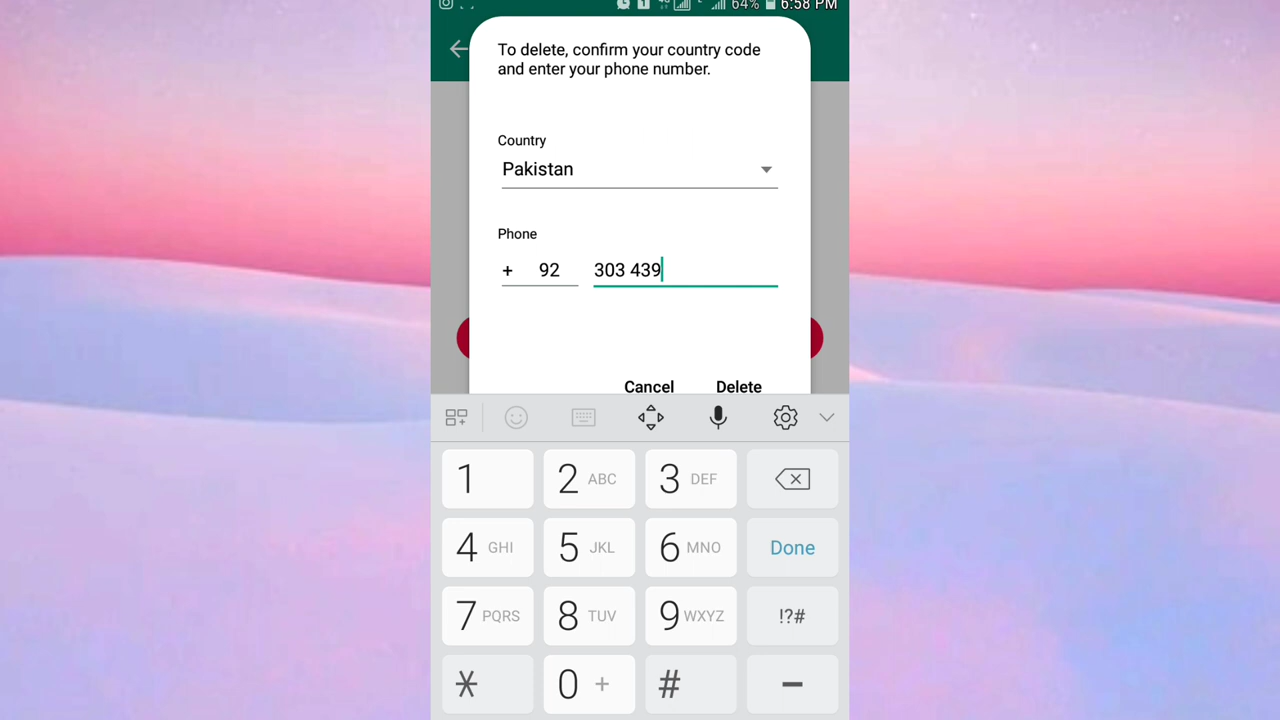 64% 6:58 PM
To delete, confirm your country code
and enter your phone number.
Country
Pakistan
Phone
+ 92 303 439
Cancel Delete
1 2 ABC 3 DEF
4 GHI 5 JKL 6 MNO Done
7 PQRS 8 TUV 9 WXYZ !?#
* 0 + # -